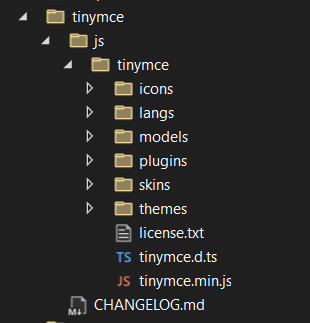 tinymce
js
tinymce
icons
langs
models
plugins
skins
themes
license.txt
TS tinymce.d.ts
JS tinymce.min.js
M CHANGELOG.md